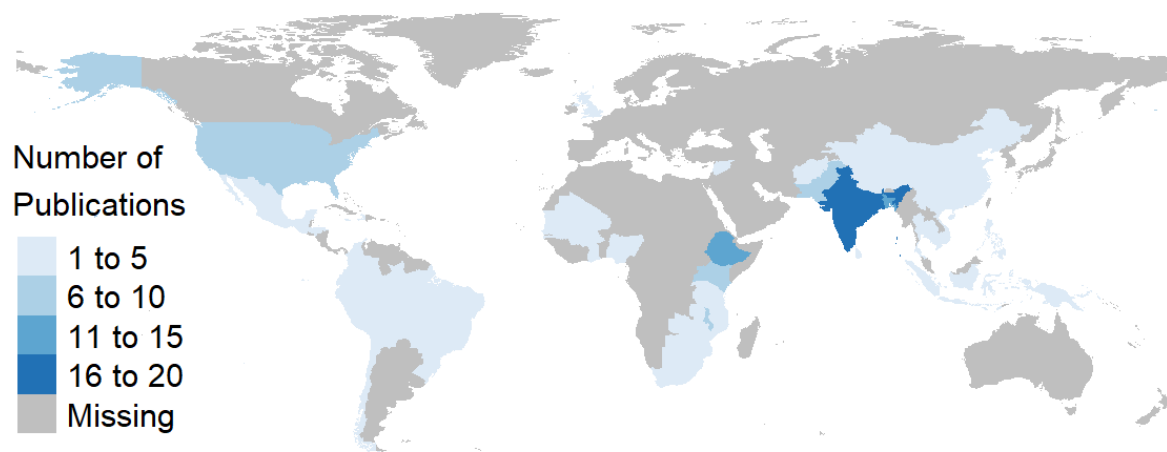 Number of
Publications
1 to 5
6 to 10
11 to 15
16 to 20
Missing